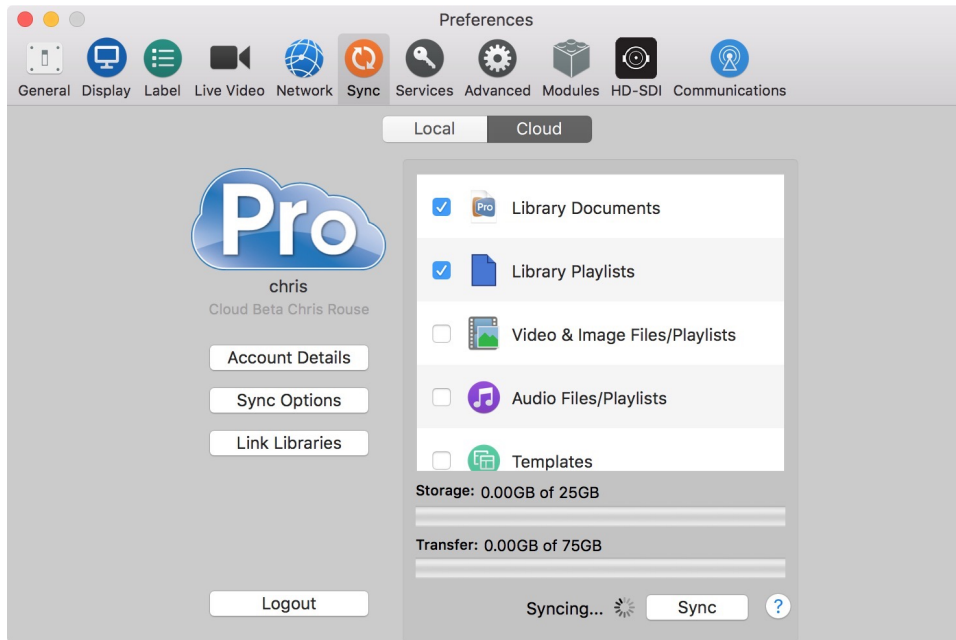 Preferences
General Display Label Live Video Network Sync Services Advanced Modules HD-SDI Communications
Local Cloud
Pro
chris
Cloud Beta Chris Rouse
Account Details
Sync Options
Link Libraries
Logout
Pro
Library Documents
Library Playlists
Video & Image Files/Playlists
Audio Files/Playlists
Templates
Storage: 0.00GB of 25GB
Transfer: 0.00GB of 75GB
Syncing... Sync ?